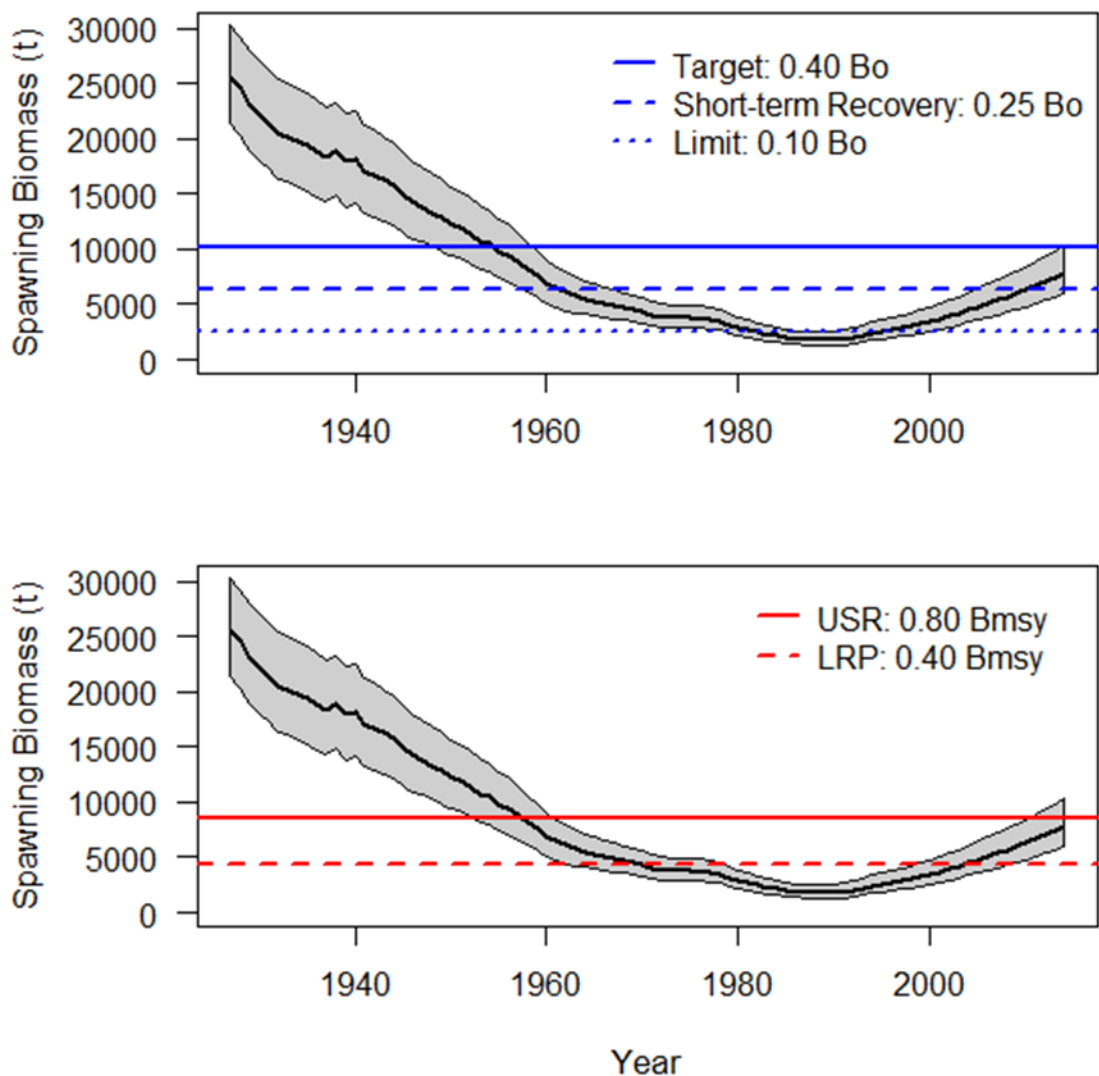 30000
25000
20000
15000
10000
5000
0
Spawning Biomass (t)
Target: 0.40 Bo
Short-term Recovery: 0.25 Bo
Limit: 0.10 Bo
1940
1960
1980
2000
30000
25000
20000
15000
10000
5000
0
Spawning Biomass (t)
USR: 0.80 Bmsy
LRP: 0.40 Bmsy
1940
1960
1980
2000
Year